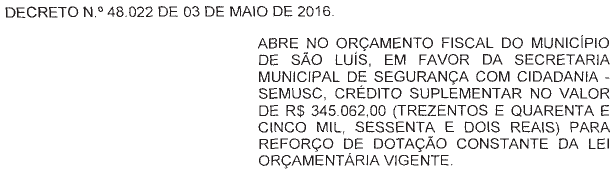 DECRETO N.º 48.022 DE 03 DE MAIO DE 2016.
ABRE NO ORÇAMENTO FISCAL DO MUNICÍPIO
DE SÃO LUÍS, EM FAVOR DA SECRETARIA
MUNICIPAL DE SEGURANÇA COM CIDADANIA -
SEMUSC, CRÉDITO SUPLEMENTAR NO VALOR
DE R$ 345.062,00 (TREZENTOS E QUARENTA E
CINCO MIL, SESSENTA E DOIS REAIS) PARA
REFORÇO DE DOTAÇÃO CONSTANTE DA LEI
ORÇAMENTÁRIA VIGENTE.